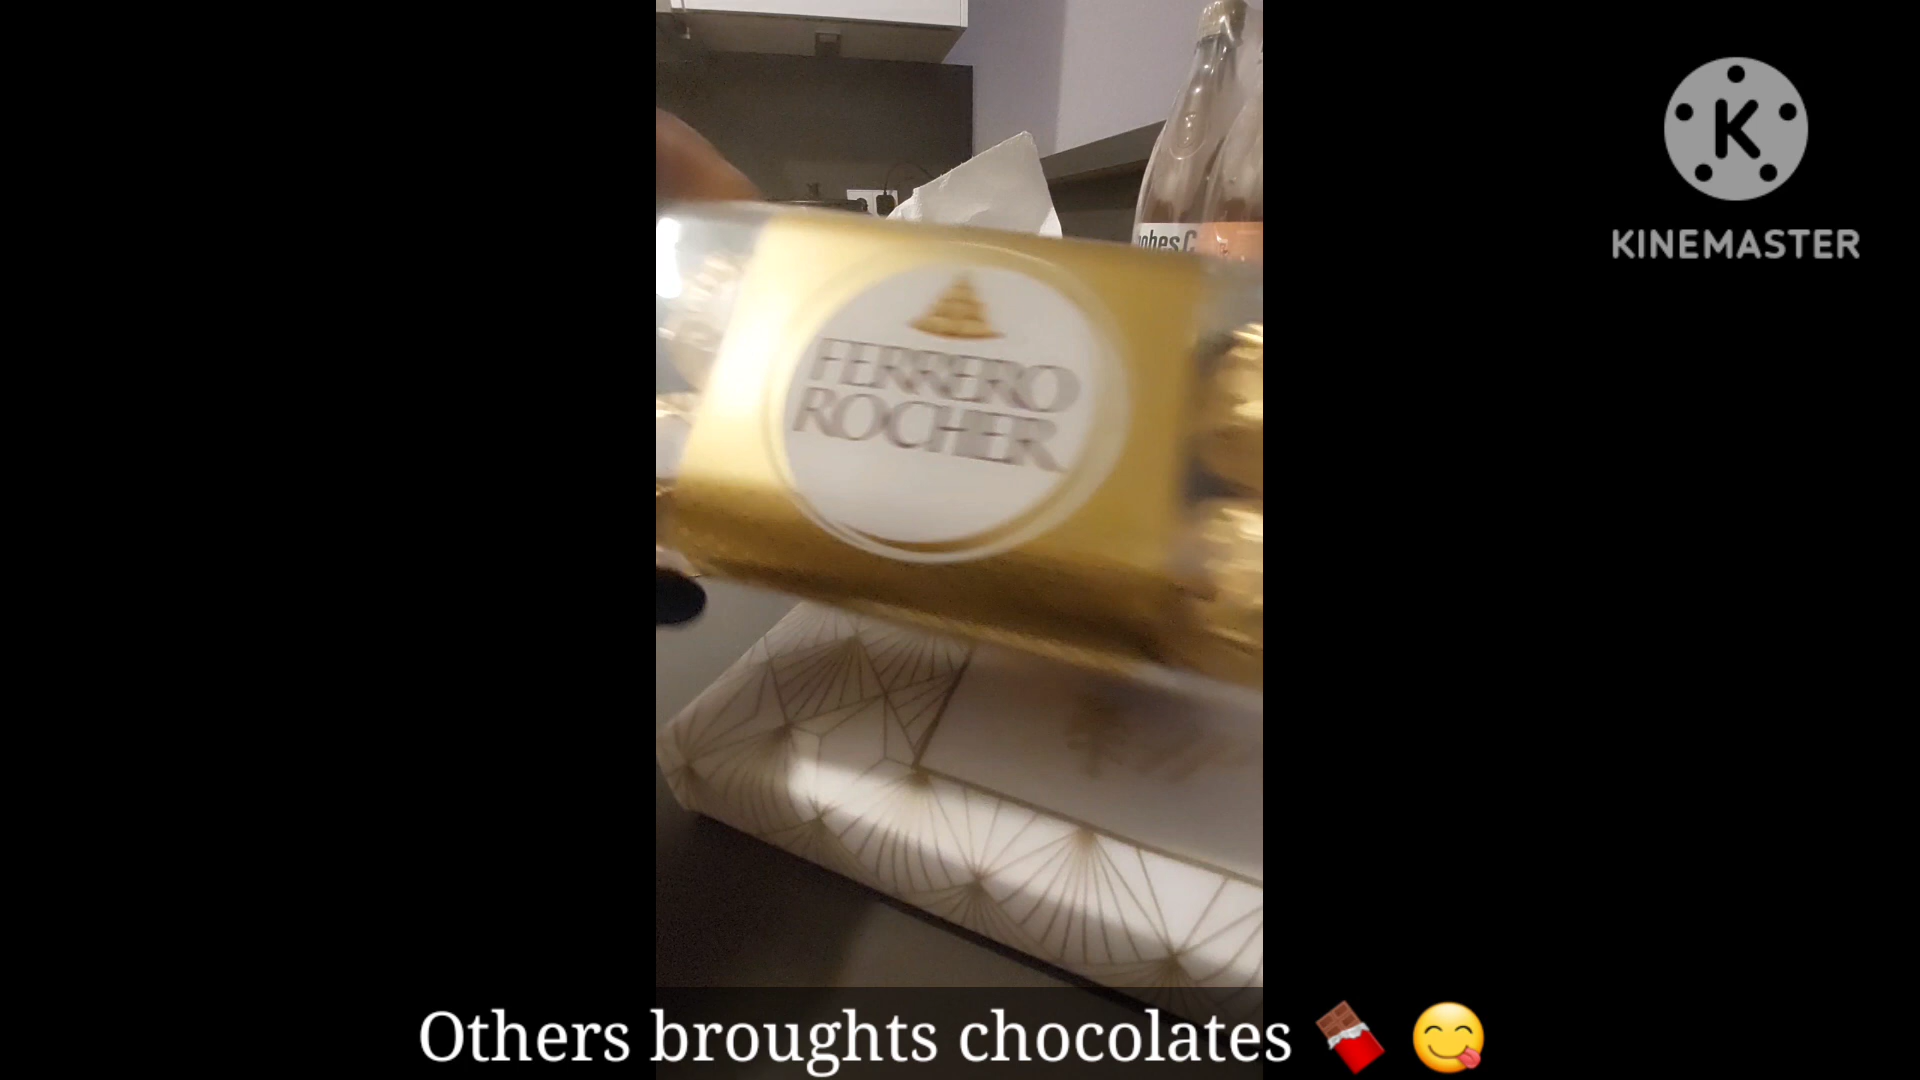 KINEMASTER
FERRERO
ROCHER
Others broughts chocolates 🍫 😋